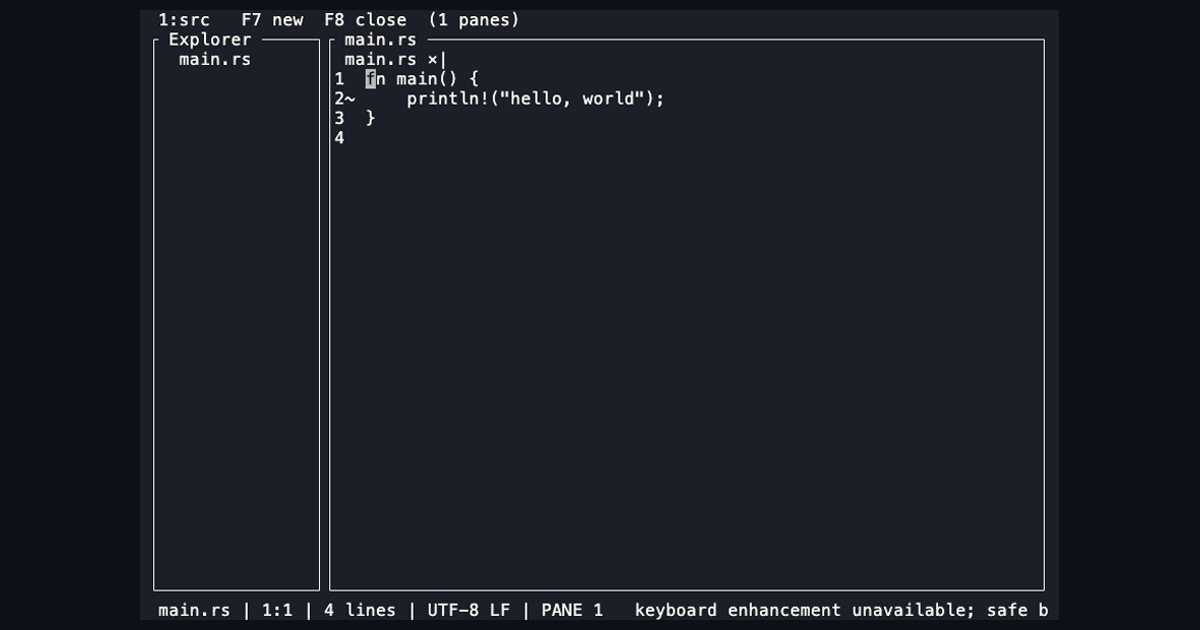 1:src   F7 new  F8 close  (1 panes)
Explorer   main.rs
main.rs   main.rs ×|
1  fn main() {
2~     println!("hello, world");
3  }
4
main.rs | 1:1 | 4 lines | UTF-8 LF | PANE 1   keyboard enhancement unavailable; safe b